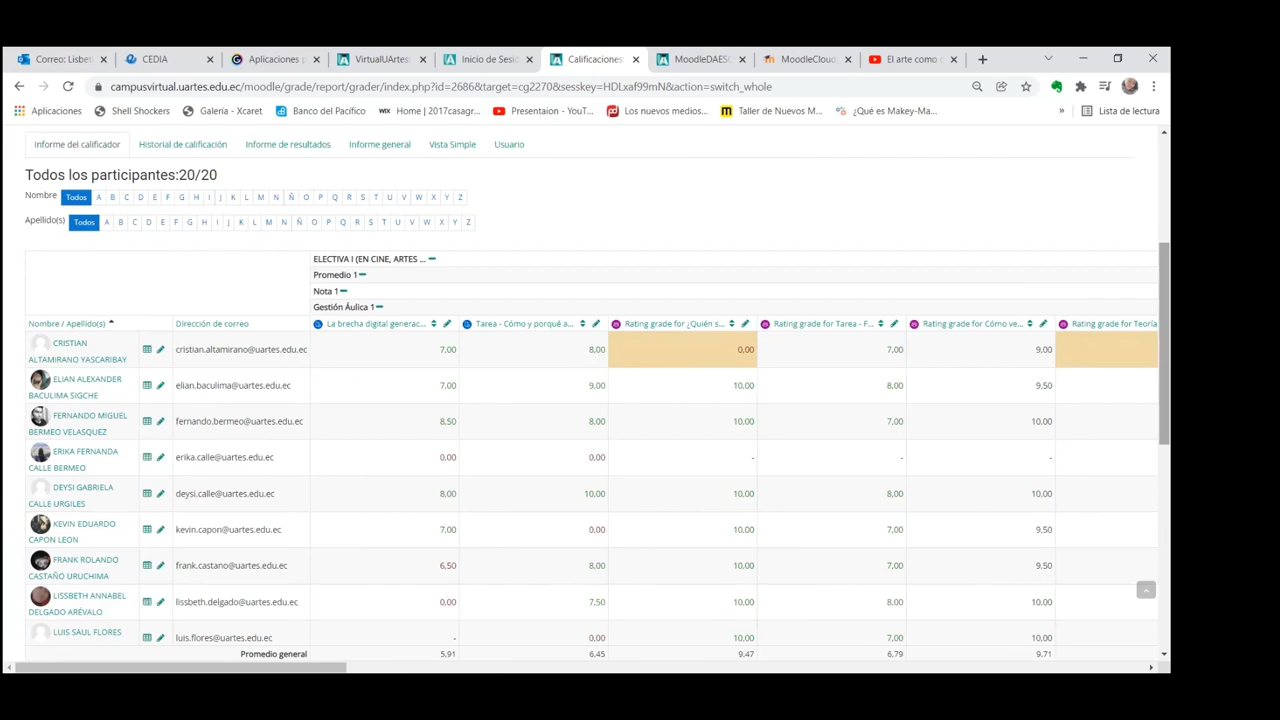 Correo: Lisbet
CEDIA
Aplicaciones p
VirtualUArtes
Inicio de Sesió
Calificaciones
MoodleDAESC
MoodleCloud
El arte como
campusvirtual.uartes.edu.ec/moodle/grade/report/grader/index.php?id=2686&target=cg2270&sesskey=HDLxaf99mN&action=switch_whole
Aplicaciones Shell Shockers Galería - Xcaret Banco del Pacifico WIX Home | 2017casagr... Presentaion - YouT... Los nuevos medios... Taller de Nuevos M... ¿Qué es Makey-Mak... » Lista de lectura
Informe del calificador Historial de calificación Informe de resultados Informe general Vista Simple Usuario
Todos los participantes:20/20
Nombre Todos A B C D E F G H I J K L M N Ñ O P Q R S T U V W X Y Z
Apellido(s) Todos A B C D E F G H I J K L M N Ñ O P Q R S T U V W X Y Z
ELECTIVA I (EN CINE, ARTES ...
Promedio 1
Nota 1
Gestión Áulica 1
Nombre / Apellido(s) Dirección de correo La brecha digital generac... Tarea - Cómo y porqué a... Rating grade for ¿Quién s... Rating grade for Tarea - F... Rating grade for Cómo ve... Rating grade for Teoría
CRISTIAN
ALTAMIRANO YASCARIBAY cristian.altamirano@uartes.edu.ec 7,00 8,00 0,00 7,00 9,00
ELIAN ALEXANDER
BACULIMA SIGCHE elian.baculima@uartes.edu.ec 7,00 9,00 10,00 8,00 9,50
FERNANDO MIGUEL
BERMEO VELASQUEZ fernando.bermeo@uartes.edu.ec 8,50 8,00 10,00 7,00 10,00
ERIKA FERNANDA
CALLE BERMEO erika.calle@uartes.edu.ec 0,00 0,00 - - -
DEYSI GABRIELA
CALLE URGILES deysi.calle@uartes.edu.ec 8,00 10,00 10,00 8,00 10,00
KEVIN EDUARDO
CAPON LEON kevin.capon@uartes.edu.ec 7,00 0,00 10,00 7,00 9,50
FRANK ROLANDO
CASTAÑO URUCHIMA frank.castano@uartes.edu.ec 6,50 8,00 10,00 7,00 9,50
LISSBETH ANNABEL
DELGADO ARÉVALO lissbeth.delgado@uartes.edu.ec 0,00 7,50 10,00 8,00 10,00
LUIS SAUL FLORES luis.flores@uartes.edu.ec - 0,00 10,00 7,00 10,00
Promedio general 5,91 6,45 9,47 6,79 9,71